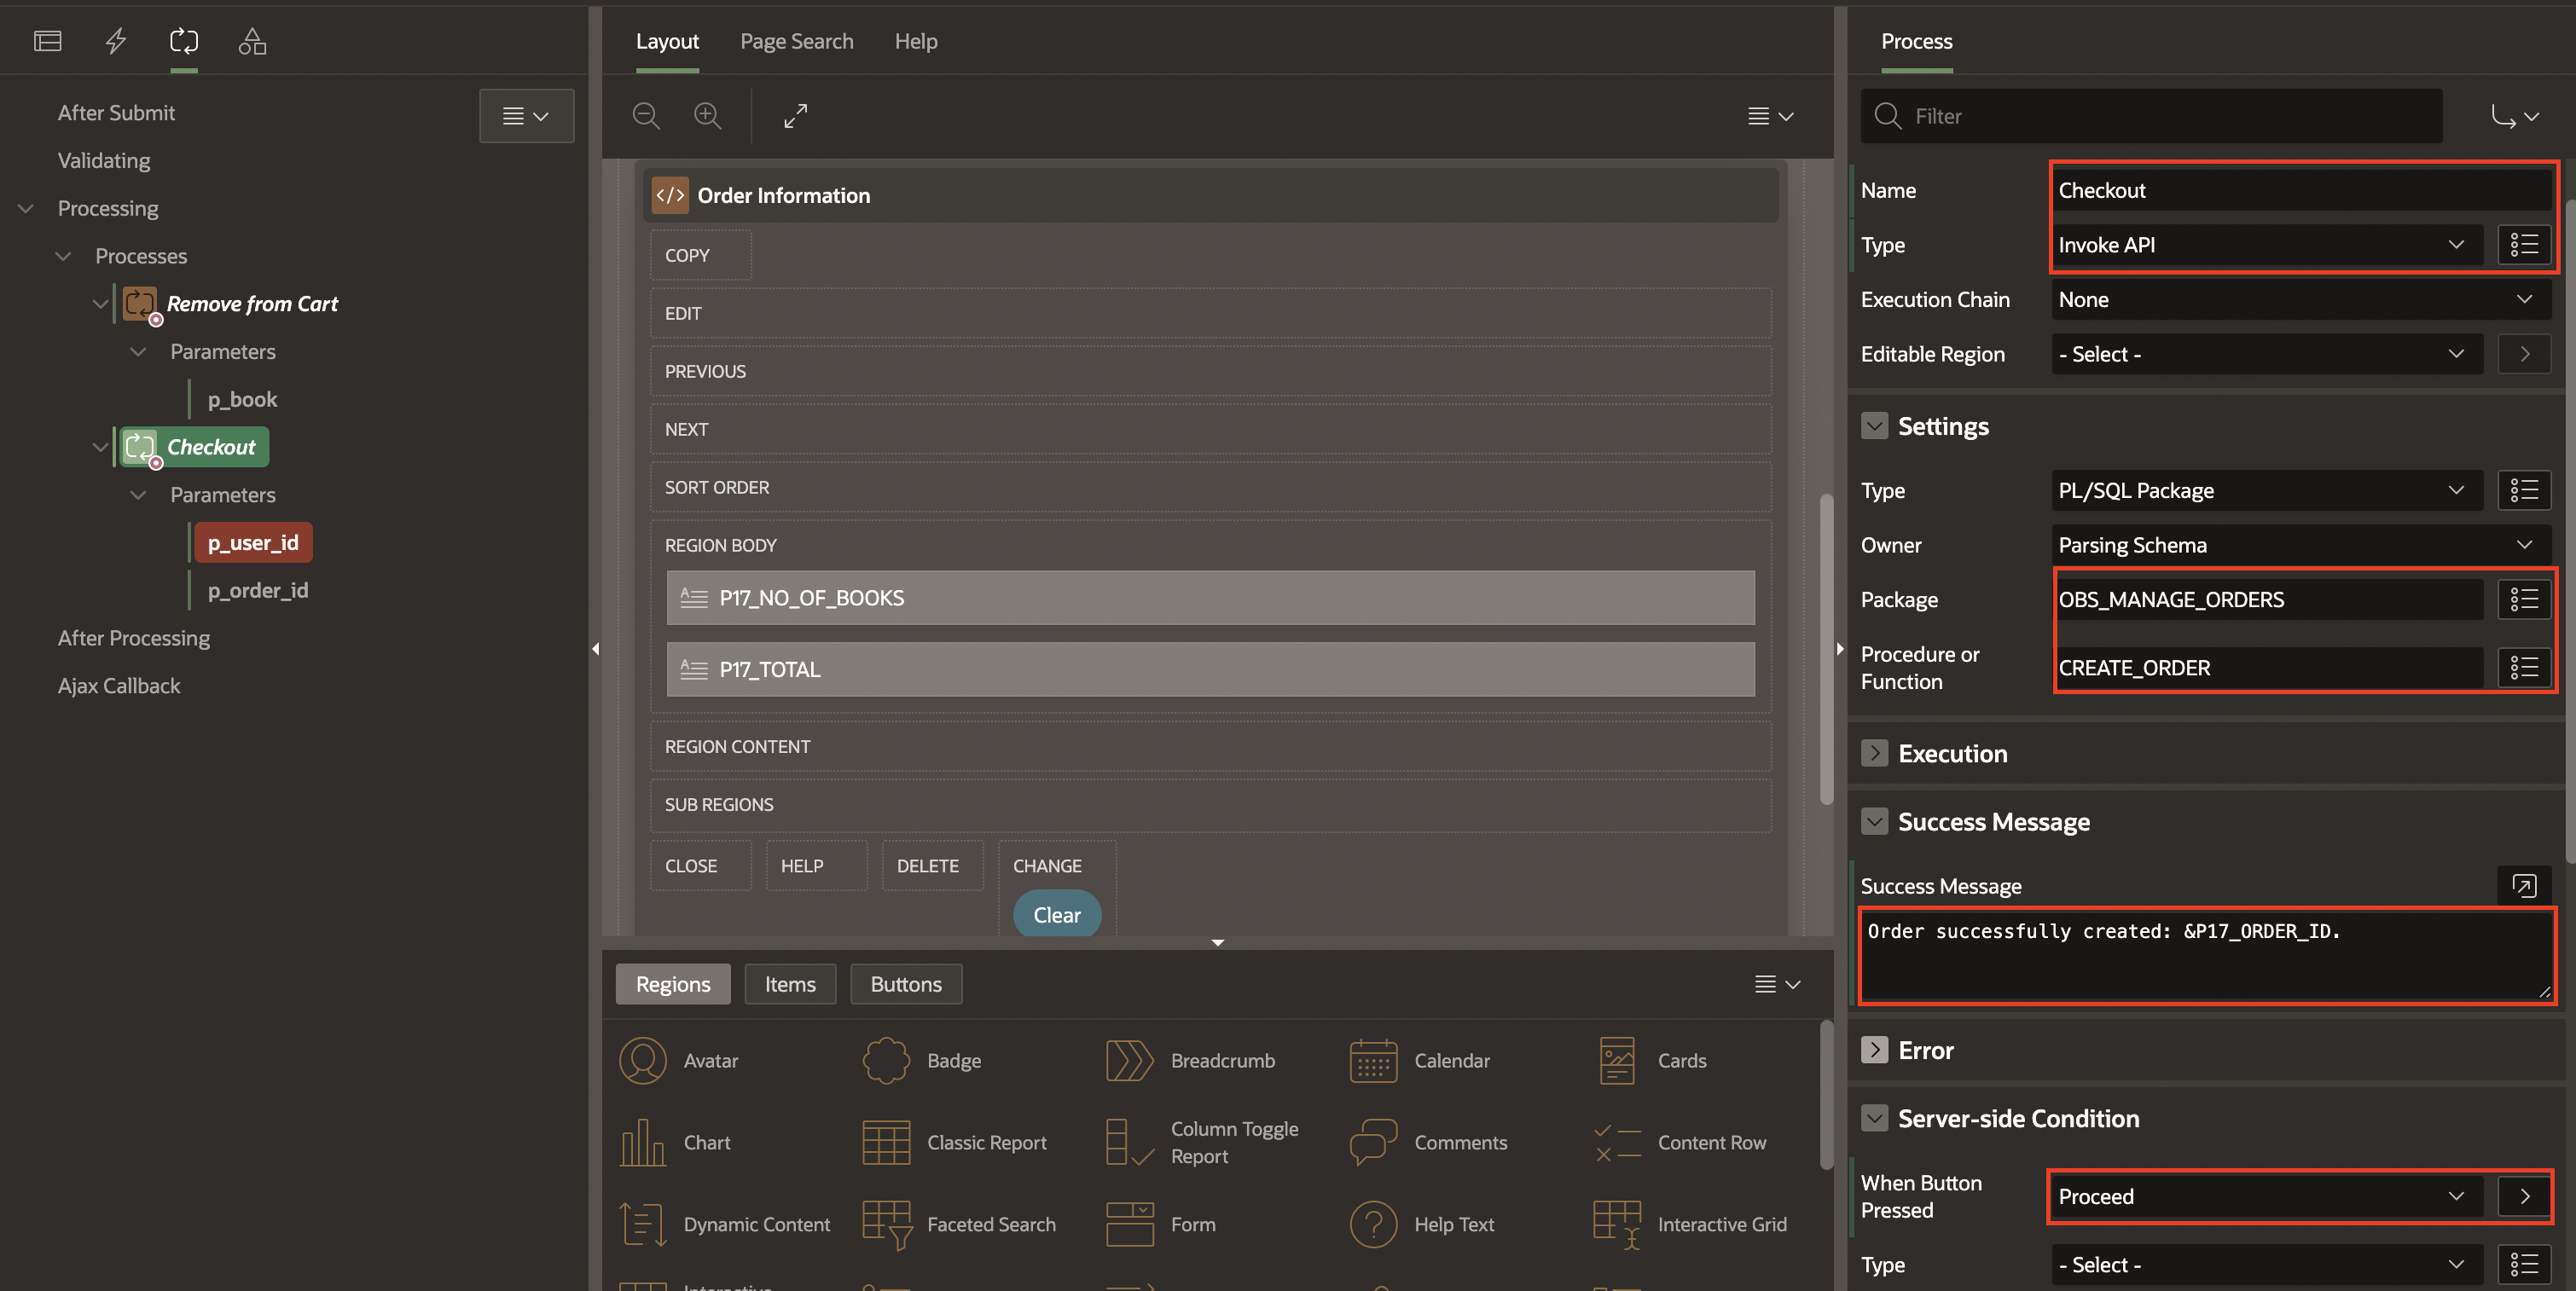 After Submit
Validating
Processing
Processes
Remove from Cart
Parameters
p_book
Checkout
Parameters
p_user_id
p_order_id
After Processing
Ajax Callback
Layout
Page Search
Help
Order Information
COPY
EDIT
PREVIOUS
NEXT
SORT ORDER
REGION BODY
P17_NO_OF_BOOKS
P17_TOTAL
REGION CONTENT
SUB REGIONS
CLOSE
HELP
DELETE
CHANGE
Clear
Regions
Items
Buttons
Avatar
Badge
Breadcrumb
Calendar
Cards
Chart
Classic Report
Column Toggle
Report
Comments
Content Row
Dynamic Content
Faceted Search
Form
Help Text
Interactive Grid
Process
Filter
Name
Checkout
Type
Invoke API
Execution Chain
None
Editable Region
- Select -
Settings
Type
PL/SQL Package
Owner
Parsing Schema
Package
OBS_MANAGE_ORDERS
Procedure or
Function
CREATE_ORDER
Execution
Success Message
Success Message
Order successfully created: &P17_ORDER_ID.
Error
Server-side Condition
When Button
Pressed
Proceed
Type
- Select -